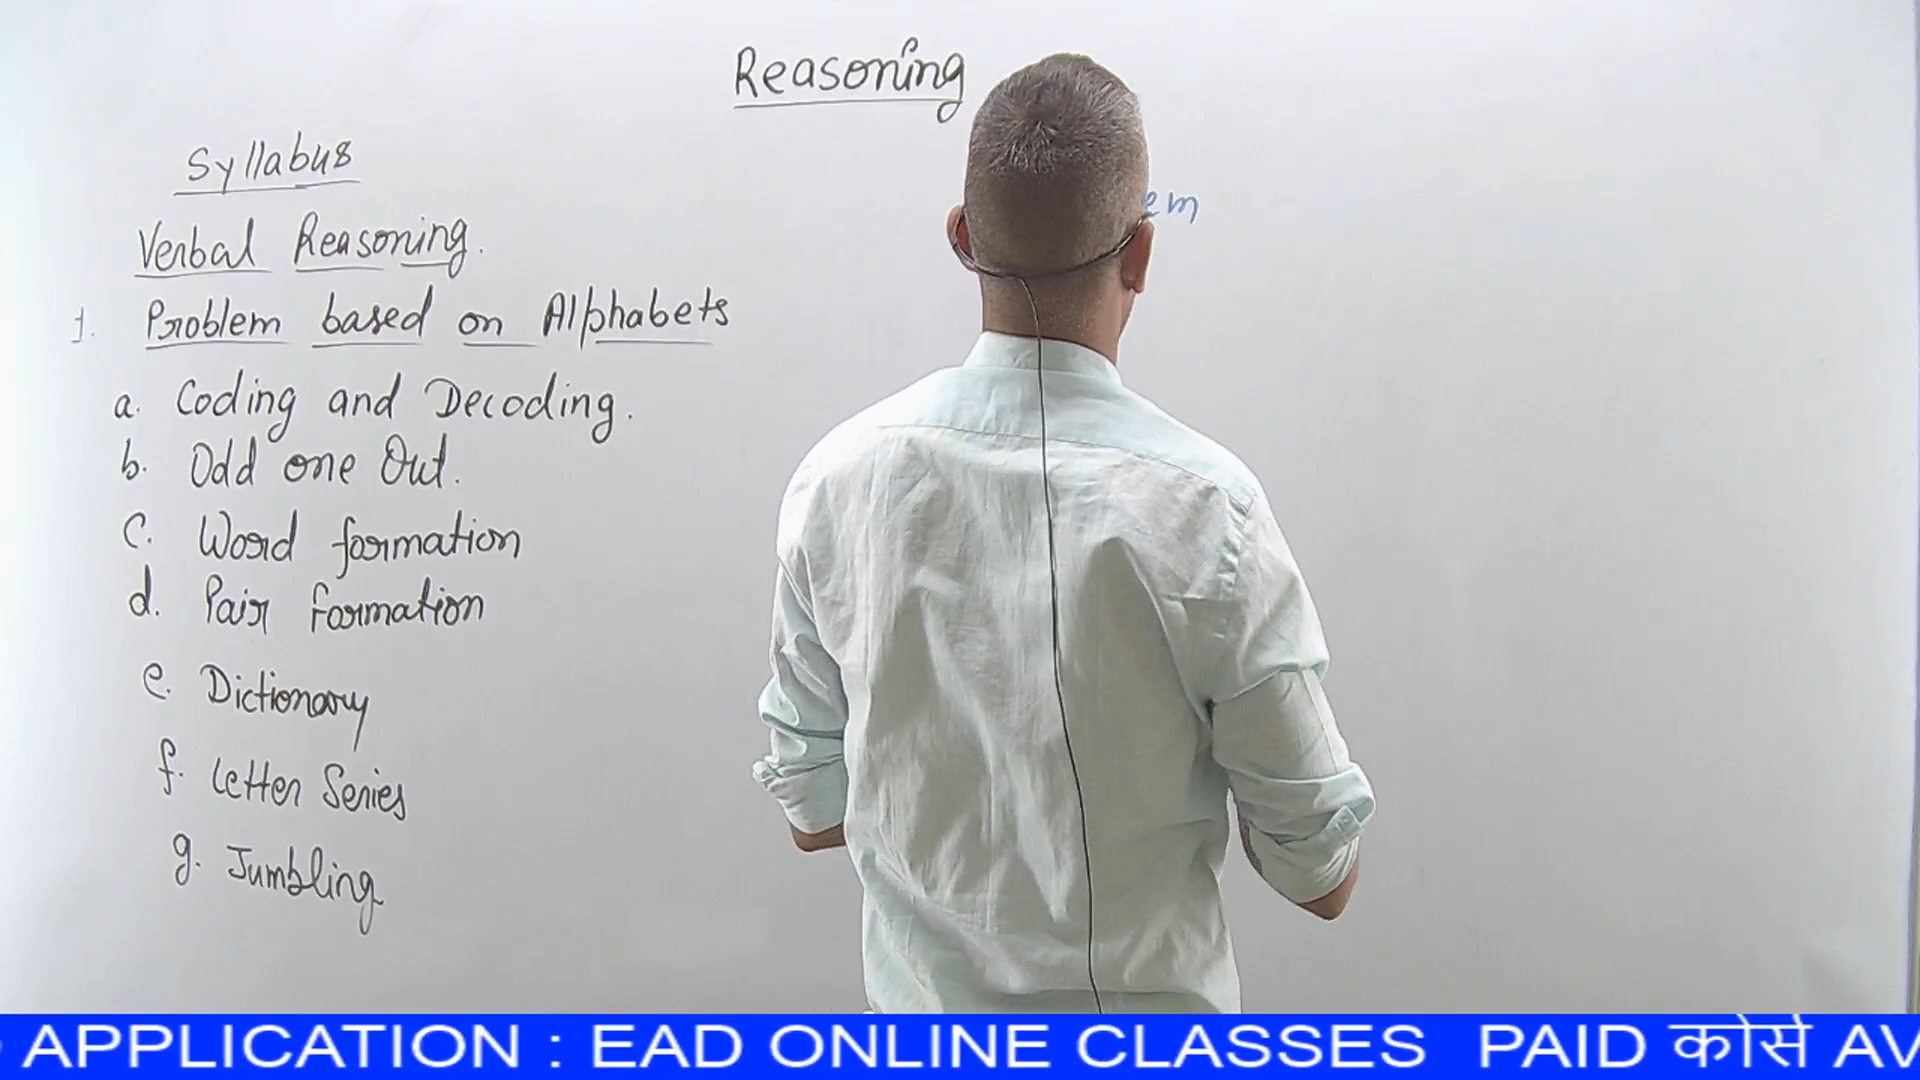 Reasoning
Syllabus
Verbal Reasoning.
1. Problem based on Alphabets
a. Coding and Decoding.
b. Odd one Out.
c. Word formation
d. Pair formation
e. Dictionary
f. Letter Series
g. Jumbling
APPLICATION : EAD ONLINE CLASSES PAID कोर्स AV